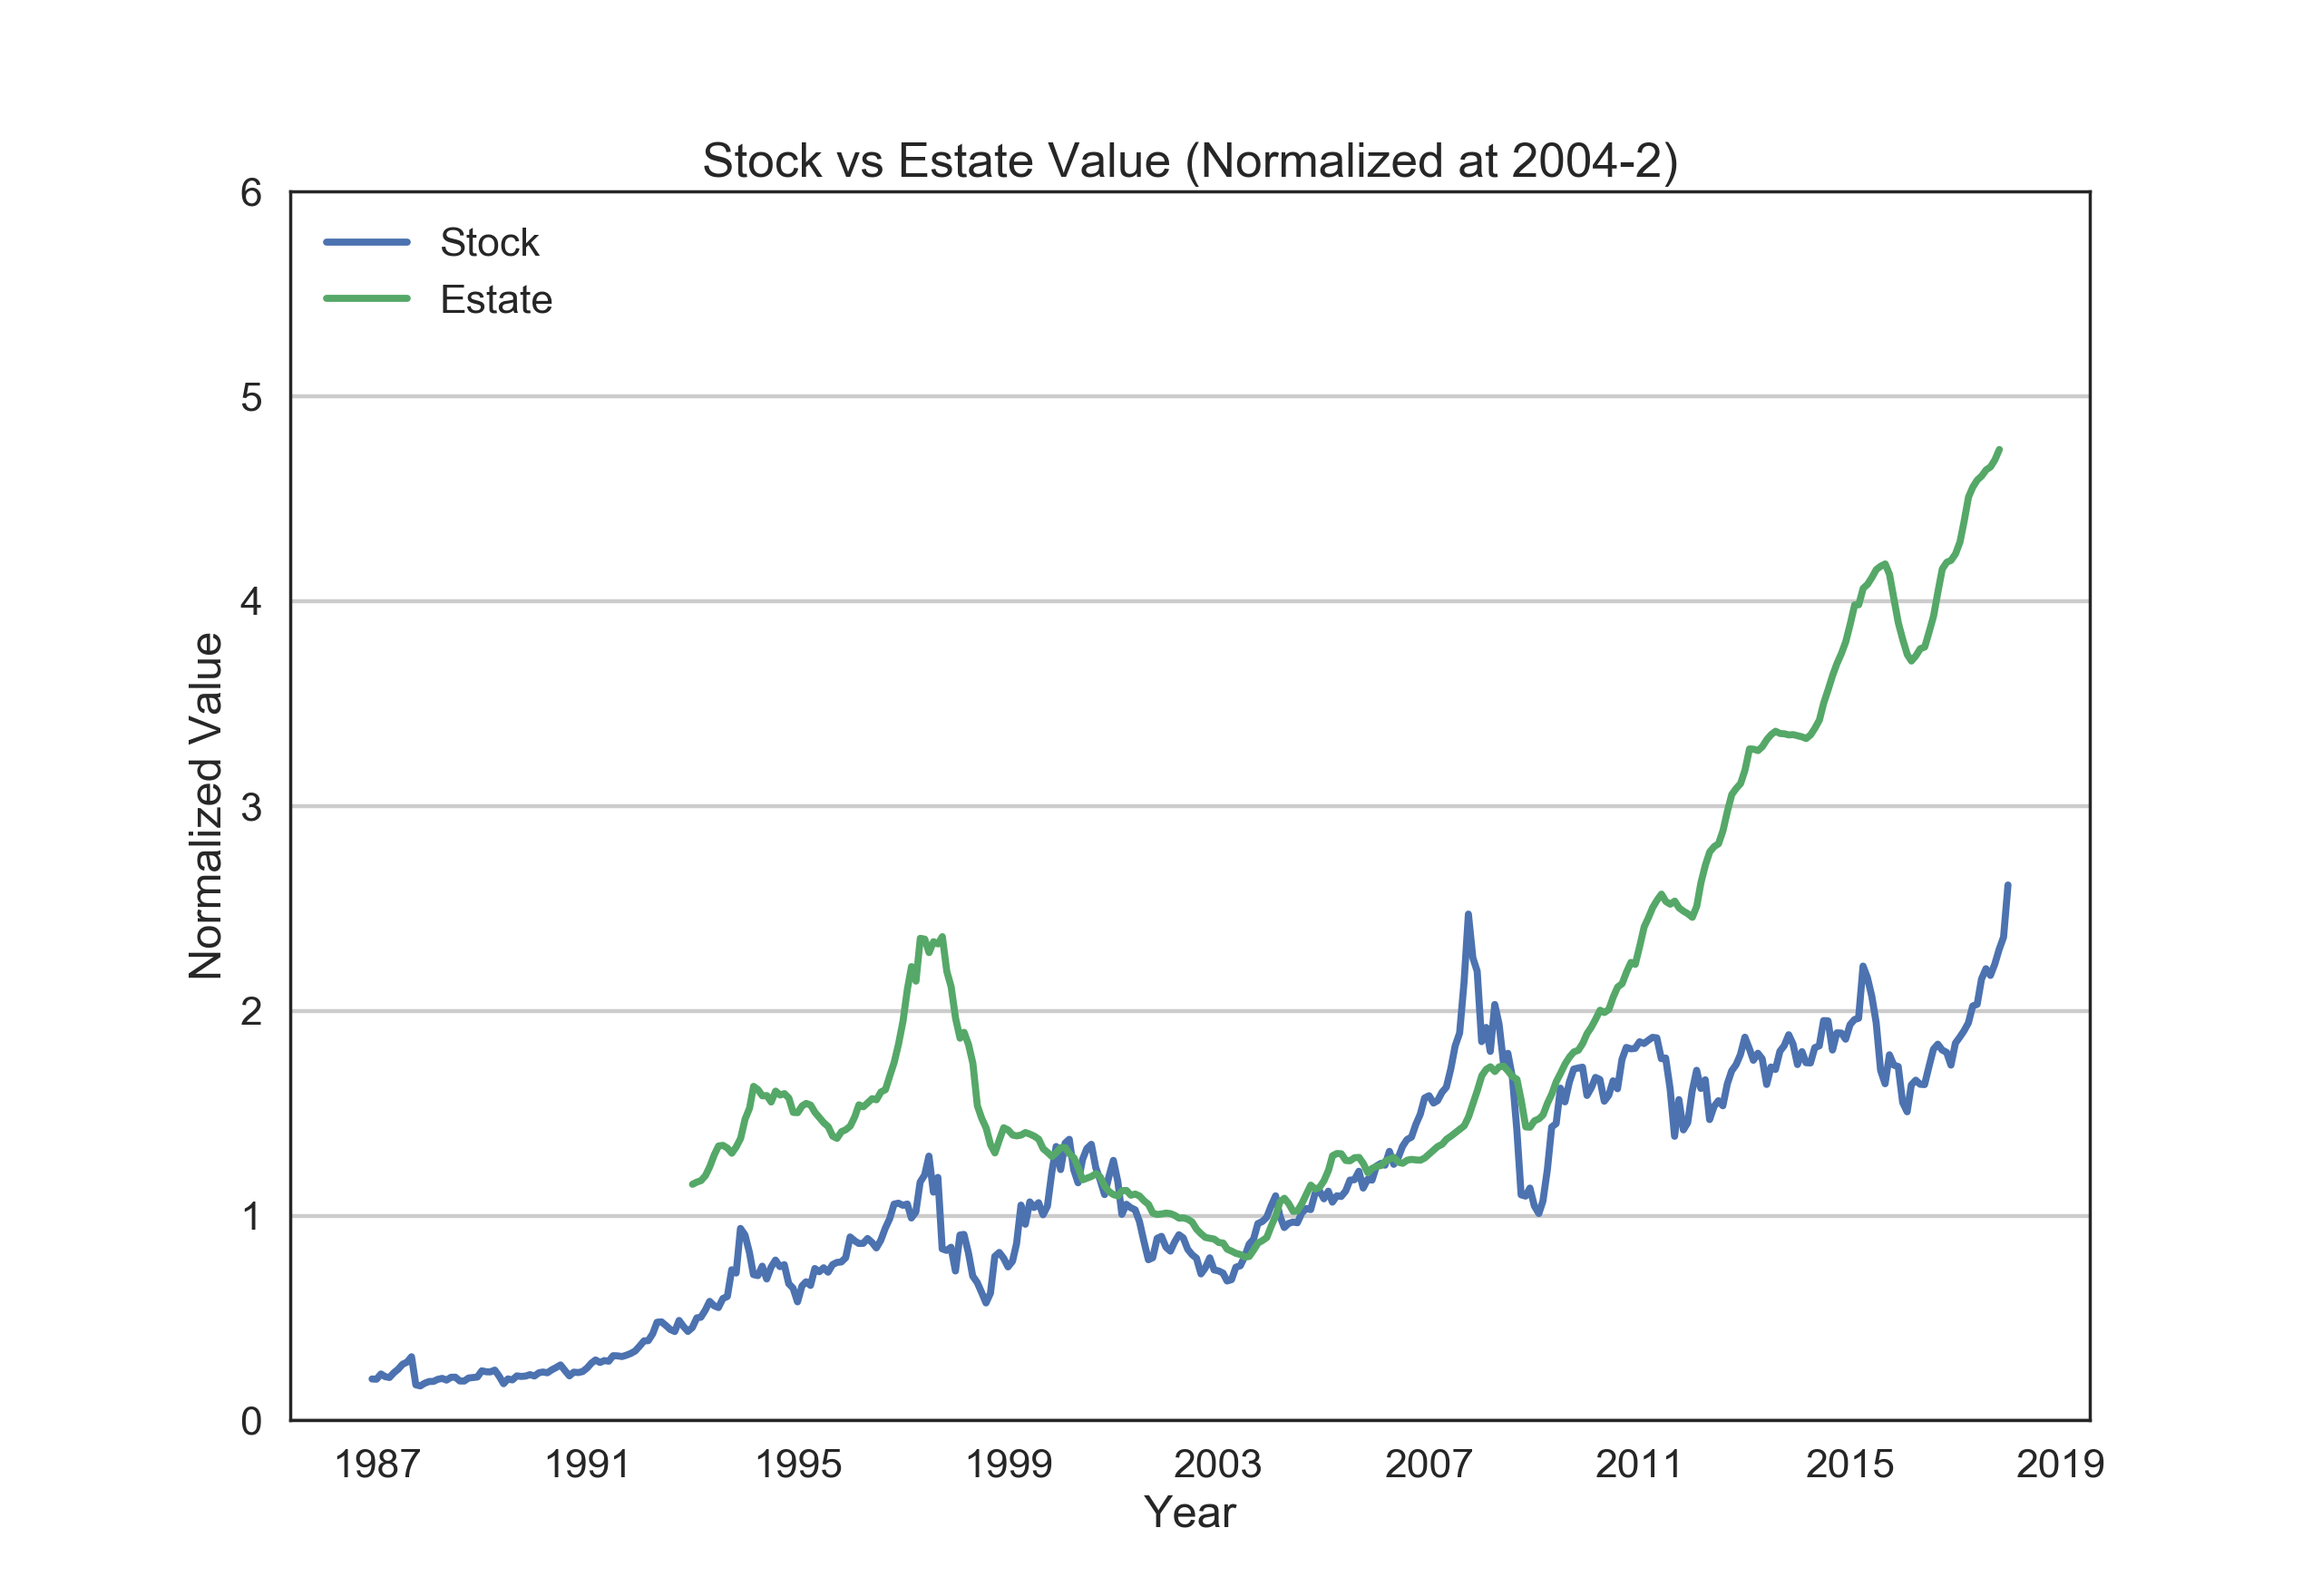 Stock vs Estate Value (Normalized at 2004-2)
Stock
Estate
6
5
4
3
2
1
0
Normalized Value
1987 1991 1995 1999 2003 2007 2011 2015 2019
Year